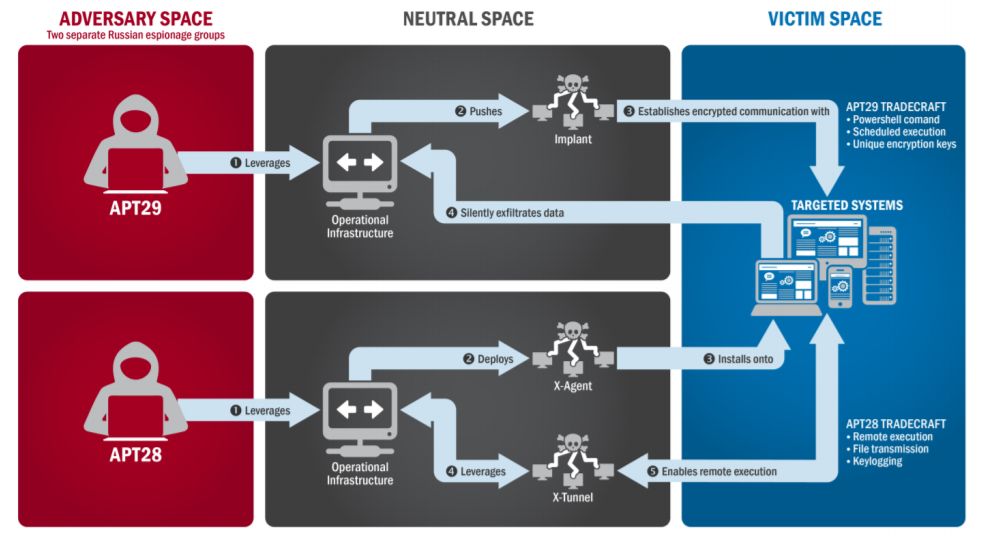 ADVERSARY SPACE
Two separate Russian espionage groups
NEUTRAL SPACE
VICTIM SPACE
APT29
❶ Leverages
Operational
Infrastructure
❷ Pushes
Implant
❸ Establishes encrypted communication with
❹ Silently exfiltrates data
APT29 TRADECRAFT
• Powershell comand
• Scheduled execution
• Unique encryption keys
TARGETED SYSTEMS
APT28
❶ Leverages
Operational
Infrastructure
❷ Deploys
X-Agent
❸ Installs onto
❹ Leverages
X-Tunnel
❺ Enables remote execution
APT28 TRADECRAFT
• Remote execution
• File transmission
• Keylogging